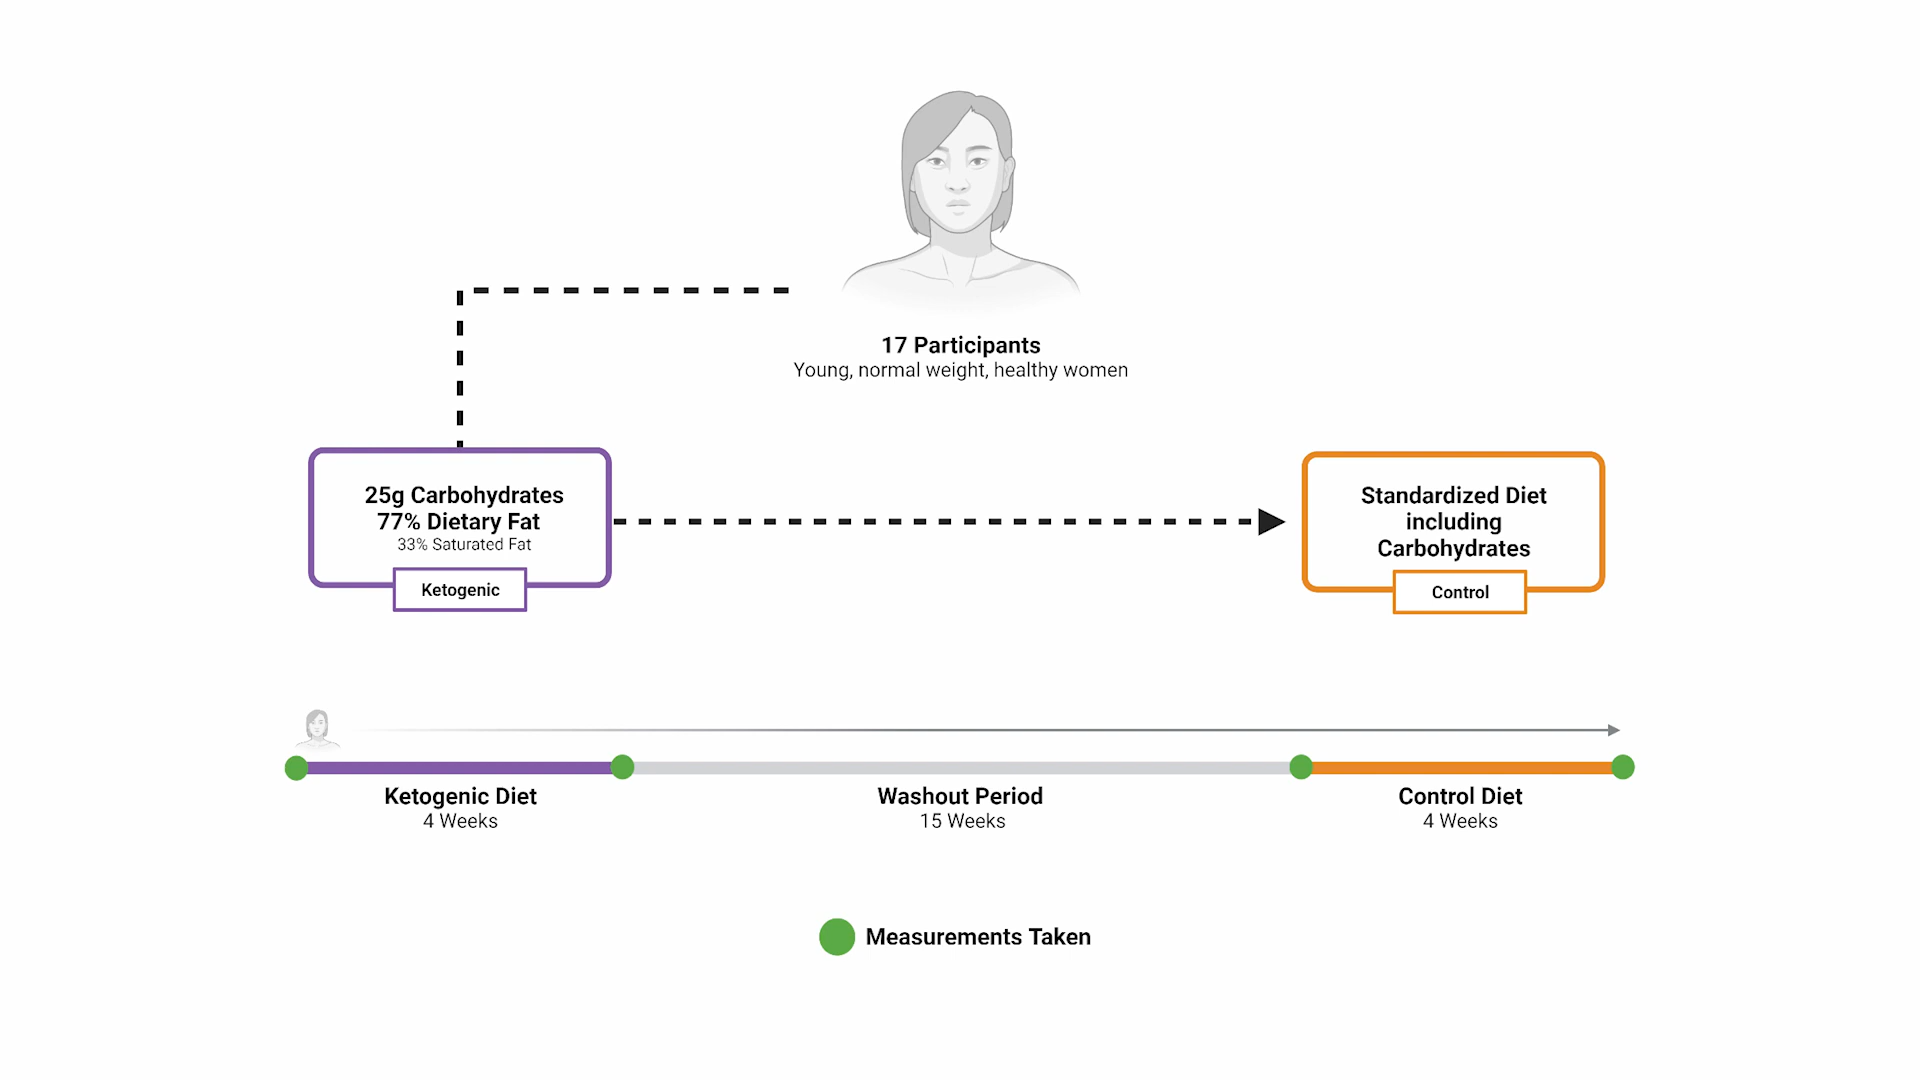 17 Participants
Young, normal weight, healthy women
25g Carbohydrates
77% Dietary Fat
33% Saturated Fat
Ketogenic
Standardized Diet
including
Carbohydrates
Control
Ketogenic Diet
4 Weeks
Washout Period
15 Weeks
Control Diet
4 Weeks
Measurements Taken